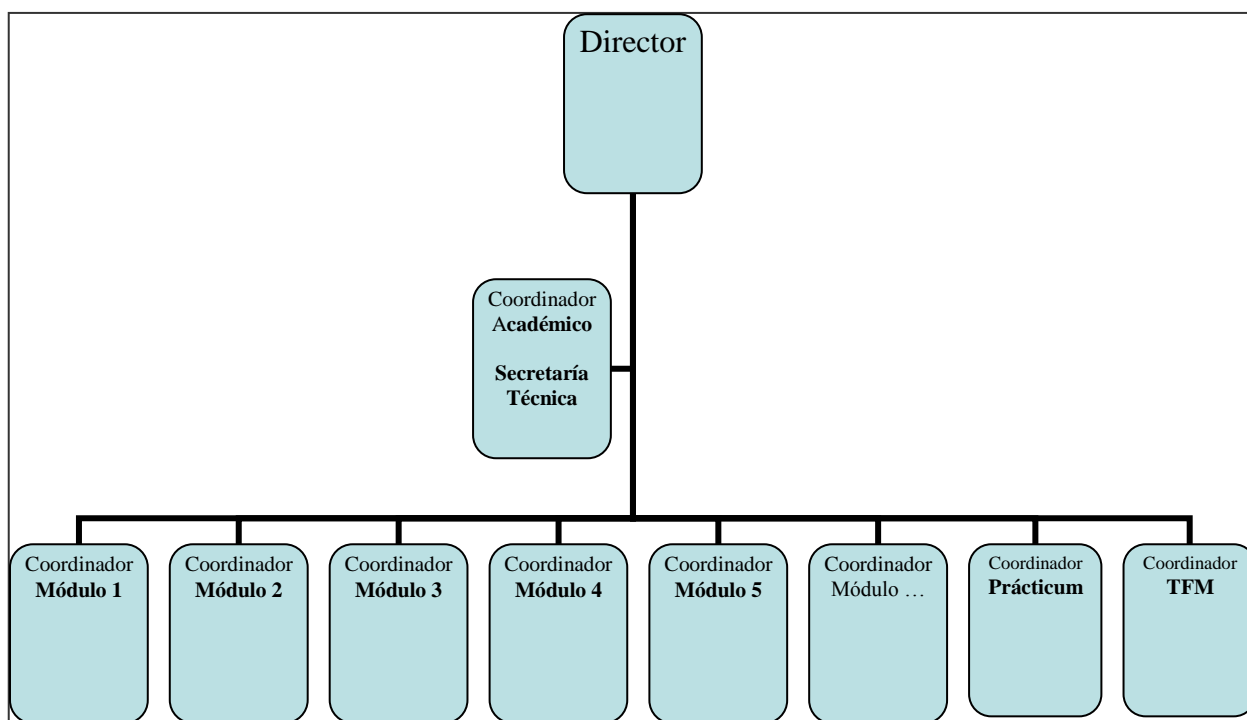 Director
Coordinador
Académico
Secretaría
Técnica
Coordinador
Módulo 1
Coordinador
Módulo 2
Coordinador
Módulo 3
Coordinador
Módulo 4
Coordinador
Módulo 5
Coordinador
Módulo …
Coordinador
Prácticum
Coordinador
TFM